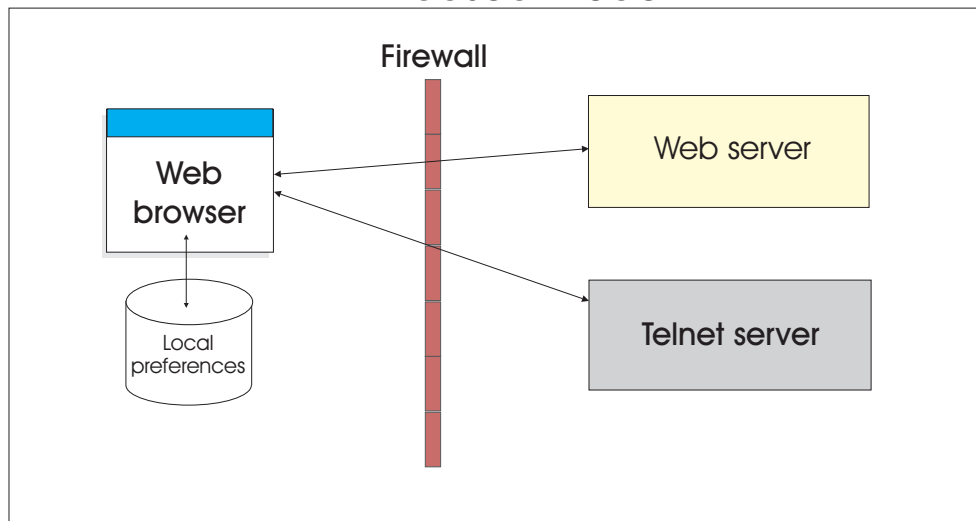 Firewall
Web
browser
Web server
Telnet server
Local
preferences